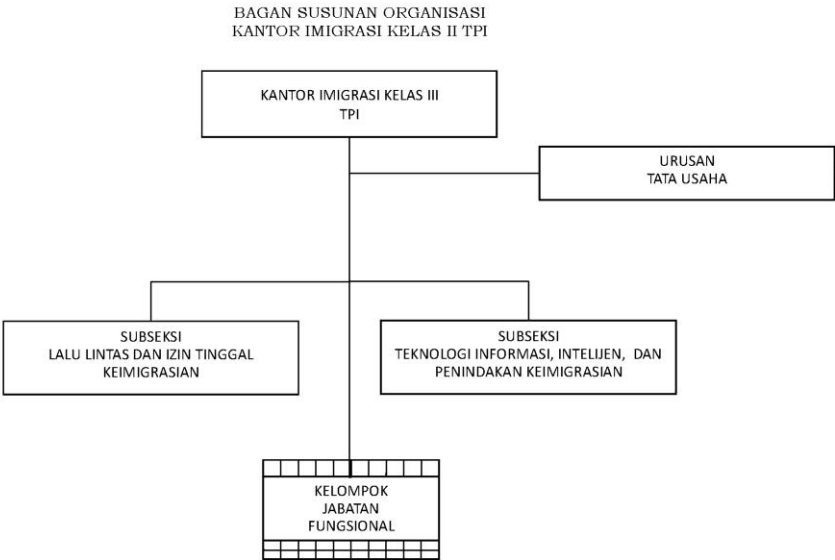 BAGAN SUSUNAN ORGANISASI
KANTOR IMIGRASI KELAS II TPI
KANTOR IMIGRASI KELAS III
TPI
URUSAN
TATA USAHA
SUBSEKSI
LALU LINTAS DAN IZIN TINGGAL
KEIMIGRASIAN
SUBSEKSI
TEKNOLOGI INFORMASI, INTELIJEN, DAN
PENINDAKAN KEIMIGRASIAN
KELOMPOK
JABATAN
FUNGSIONAL